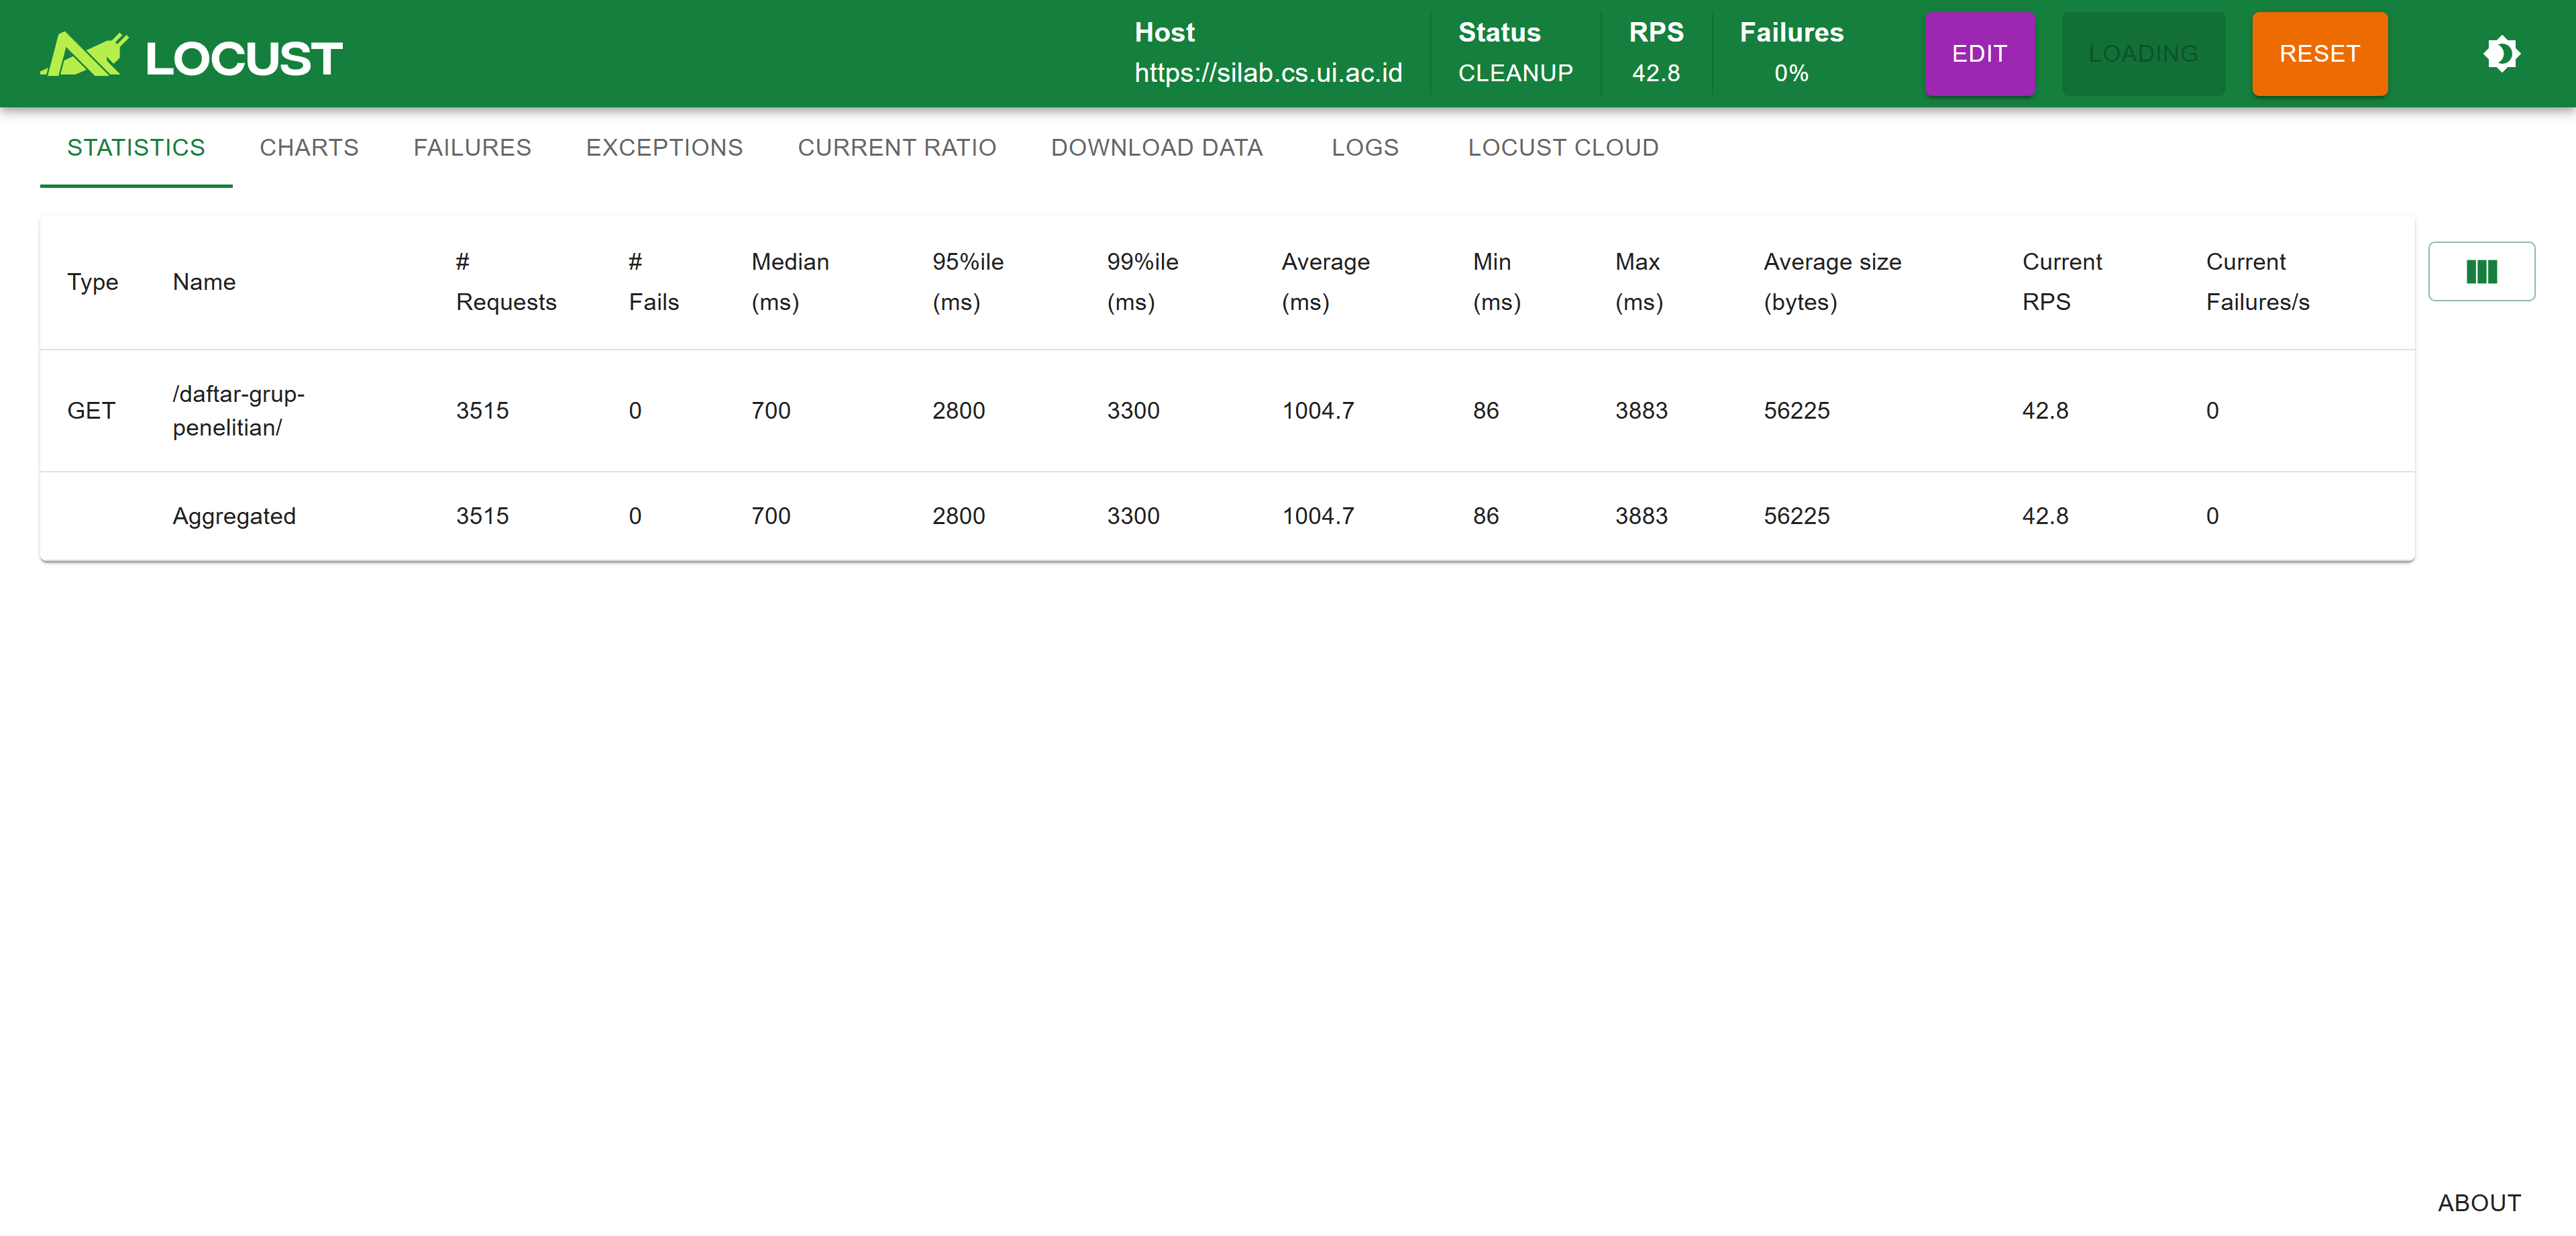 LOCUST
Host
https://silab.cs.ui.ac.id
Status
CLEANUP
RPS
42.8
Failures
0%
EDIT
LOADING
RESET
STATISTICS CHARTS FAILURES EXCEPTIONS CURRENT RATIO DOWNLOAD DATA LOGS LOCUST CLOUD
Type Name # Requests # Fails Median (ms) 95%ile (ms) 99%ile (ms) Average (ms) Min (ms) Max (ms) Average size (bytes) Current RPS Current Failures/s
GET /daftar-grup-penelitian/ 3515 0 700 2800 3300 1004.7 86 3883 56225 42.8 0
Aggregated 3515 0 700 2800 3300 1004.7 86 3883 56225 42.8 0
ABOUT